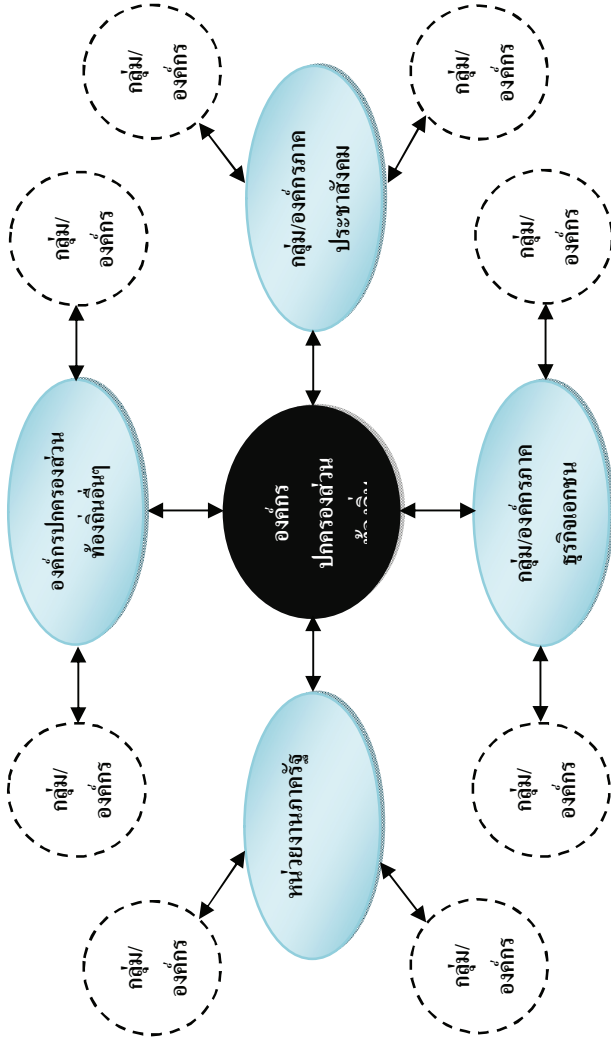 กลุ่ม/
องค์กร
องค์กรปกครองส่วน
ท้องถิ่นอื่นๆ
กลุ่ม/
องค์กร
กลุ่ม/
องค์กร
กลุ่ม/
องค์กร
หน่วยงานภาครัฐ
องค์กร
ปกครองส่วน
กลุ่ม/องค์กรภาค
ประชาสังคม
กลุ่ม/
องค์กร
กลุ่ม/
องค์กร
กลุ่ม/
องค์กร
กลุ่ม/องค์กรภาค
ธุรกิจเอกชน
กลุ่ม/
องค์กร